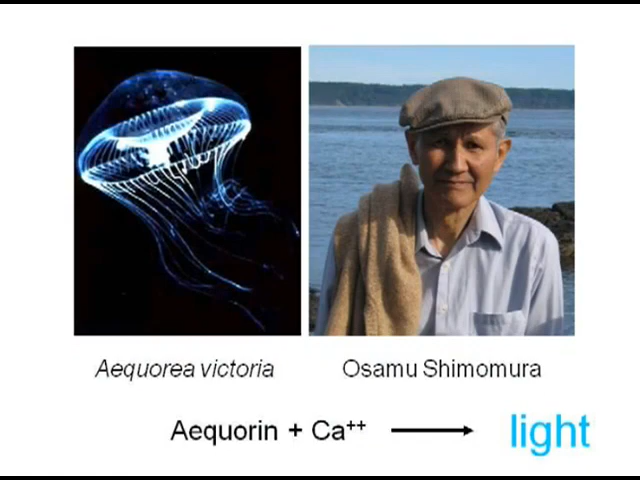 Aequorea victoria
Osamu Shimomura
Aequorin + Ca⁺⁺ ⟶ light